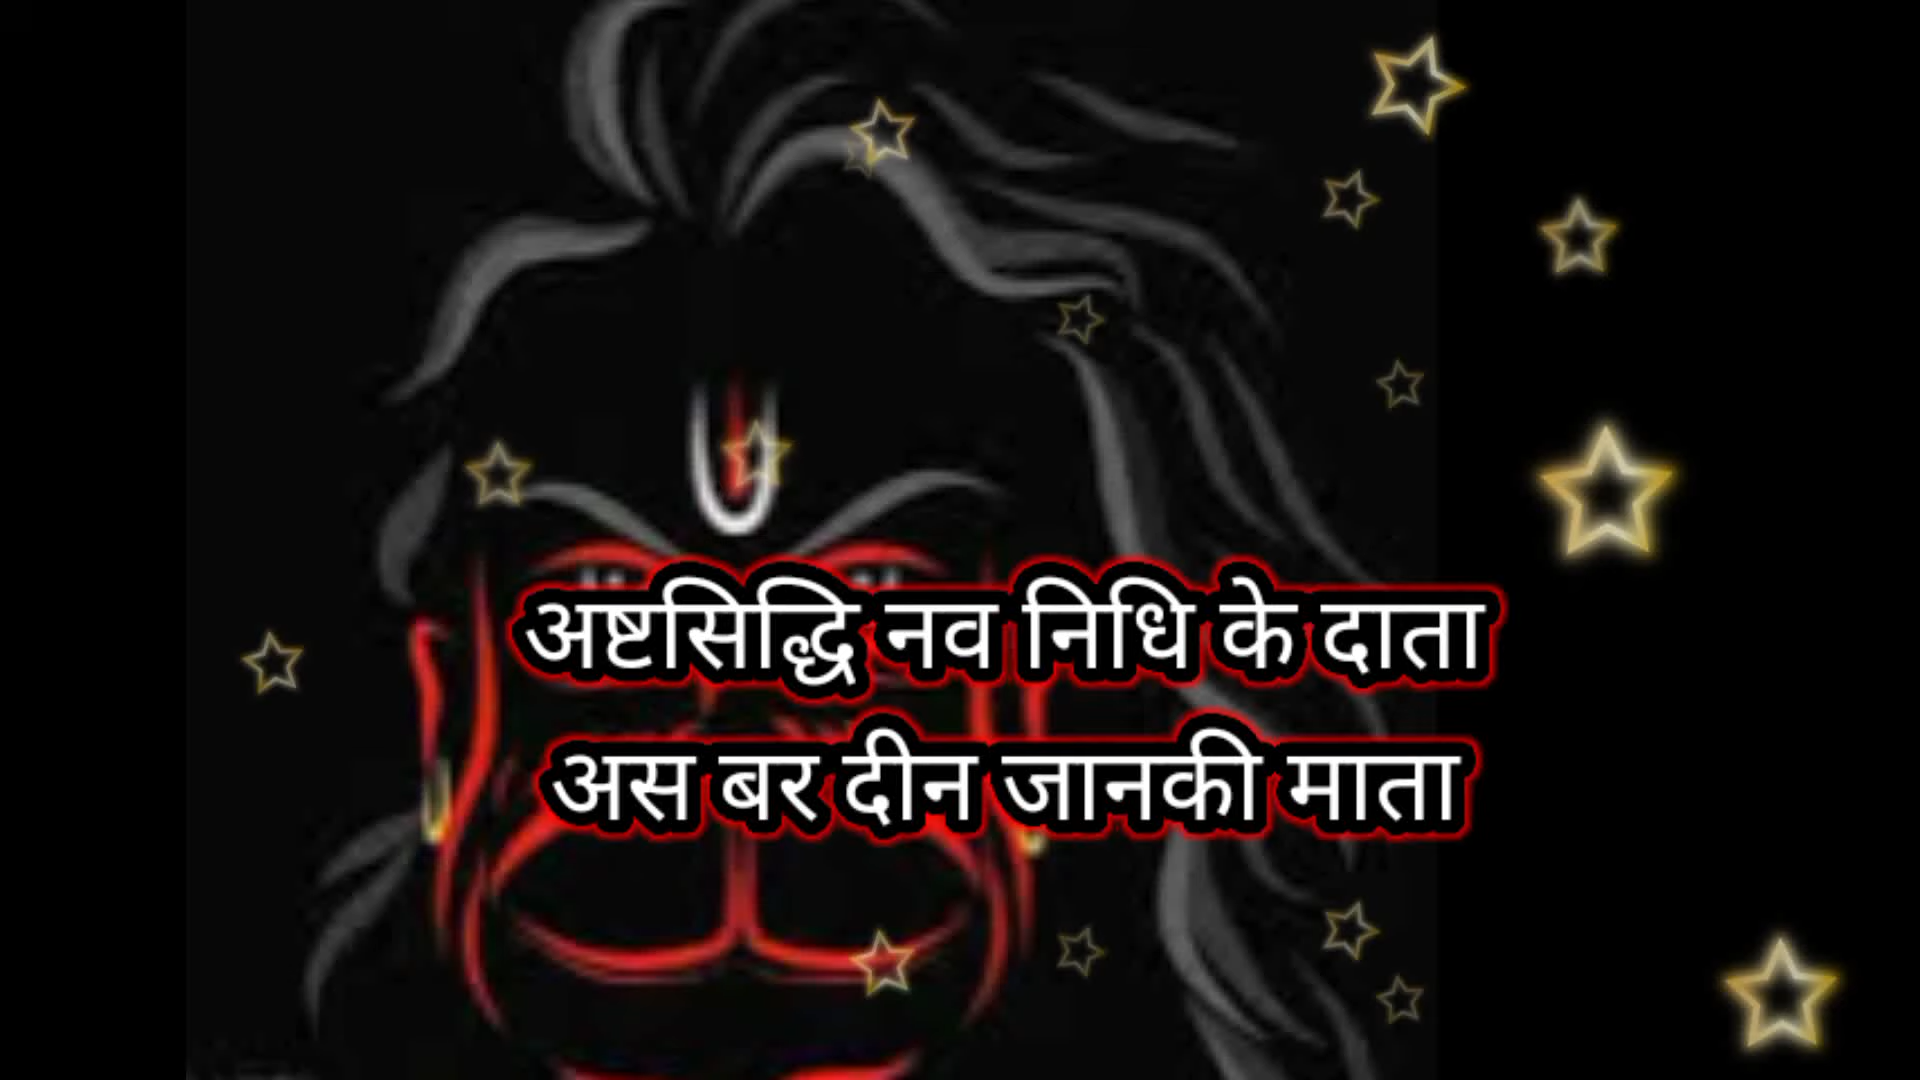 अष्टसिद्धि नव निधि के दाता
अस बर दीन जानकी माता